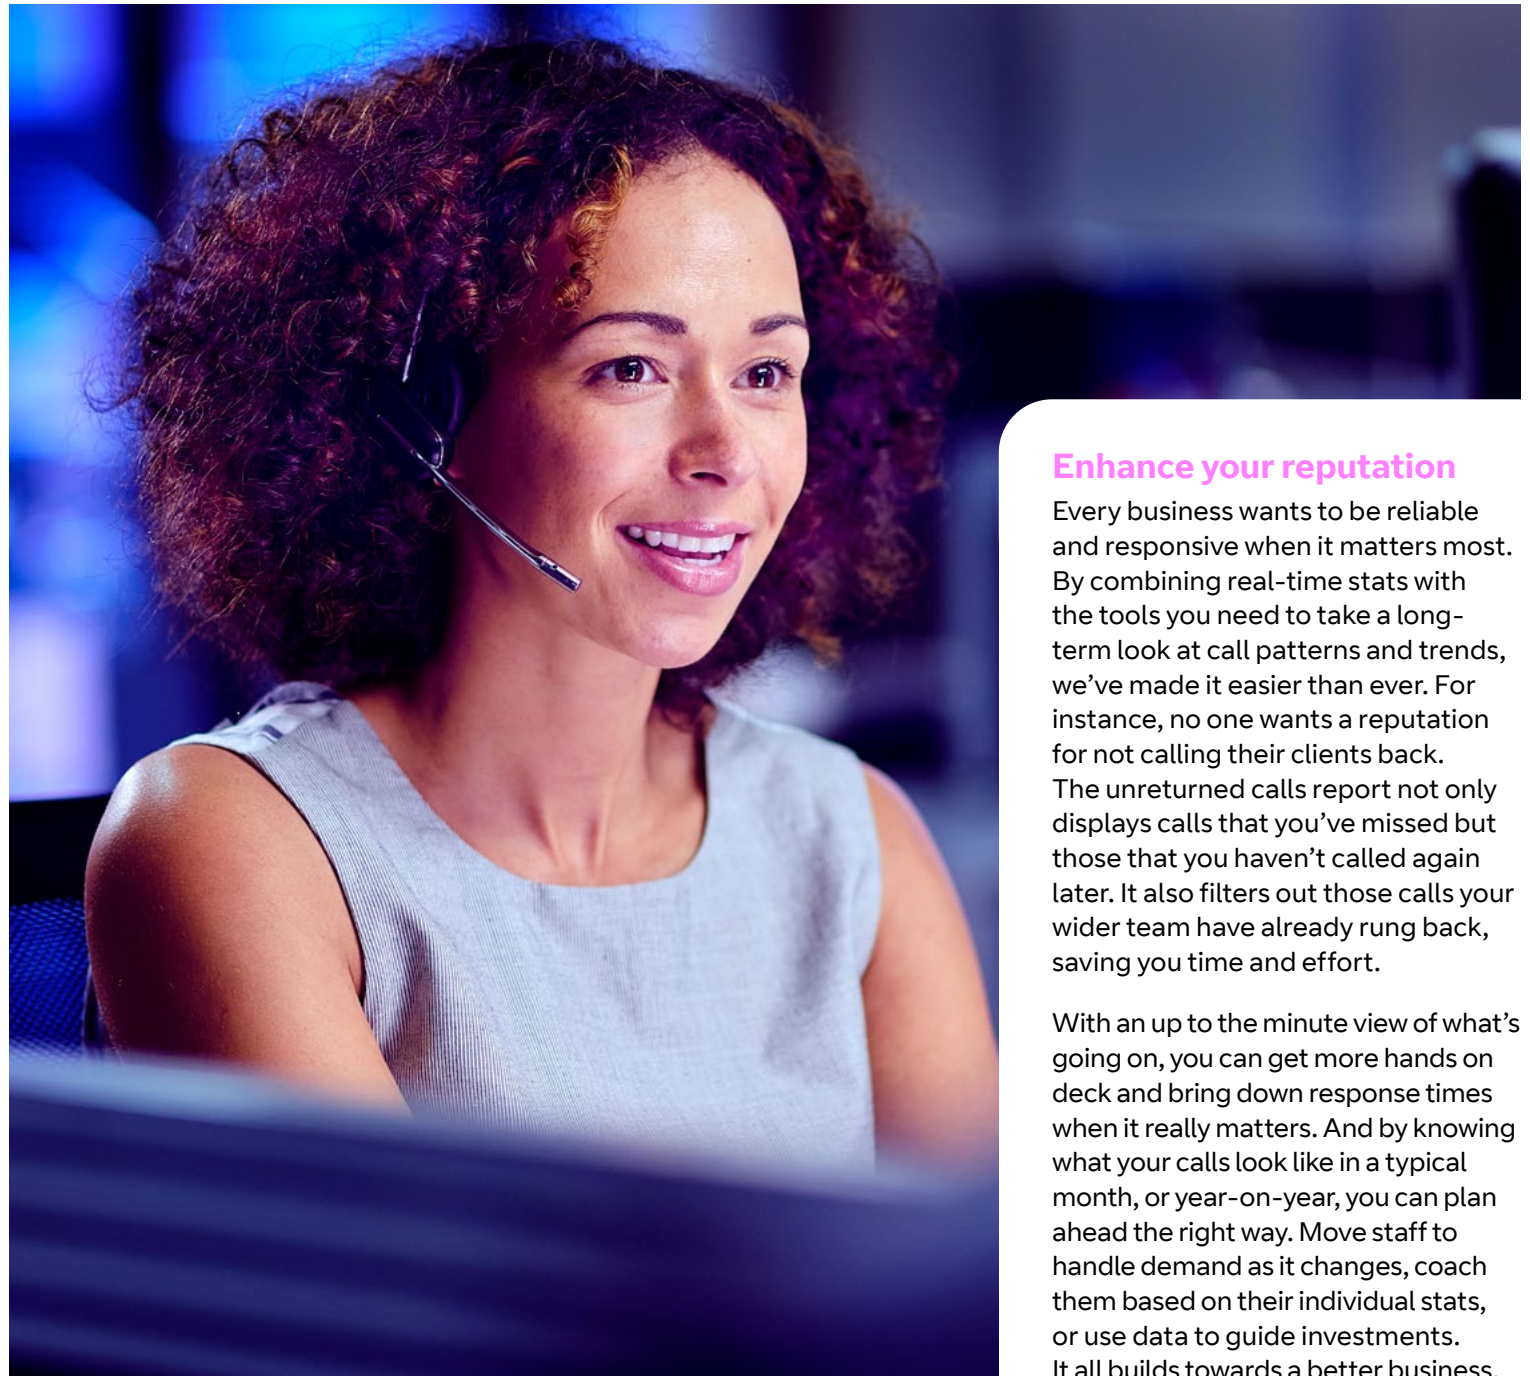 Enhance your reputation
Every business wants to be reliable
and responsive when it matters most.
By combining real-time stats with
the tools you need to take a long-
term look at call patterns and trends,
we’ve made it easier than ever. For
instance, no one wants a reputation
for not calling their clients back.
The unreturned calls report not only
displays calls that you’ve missed but
those that you haven’t called again
later. It also filters out those calls your
wider team have already rung back,
saving you time and effort.
With an up to the minute view of what’s
going on, you can get more hands on
deck and bring down response times
when it really matters. And by knowing
what your calls look like in a typical
month, or year-on-year, you can plan
ahead the right way. Move staff to
handle demand as it changes, coach
them based on their individual stats,
or use data to guide investments.
It all builds towards a better business.